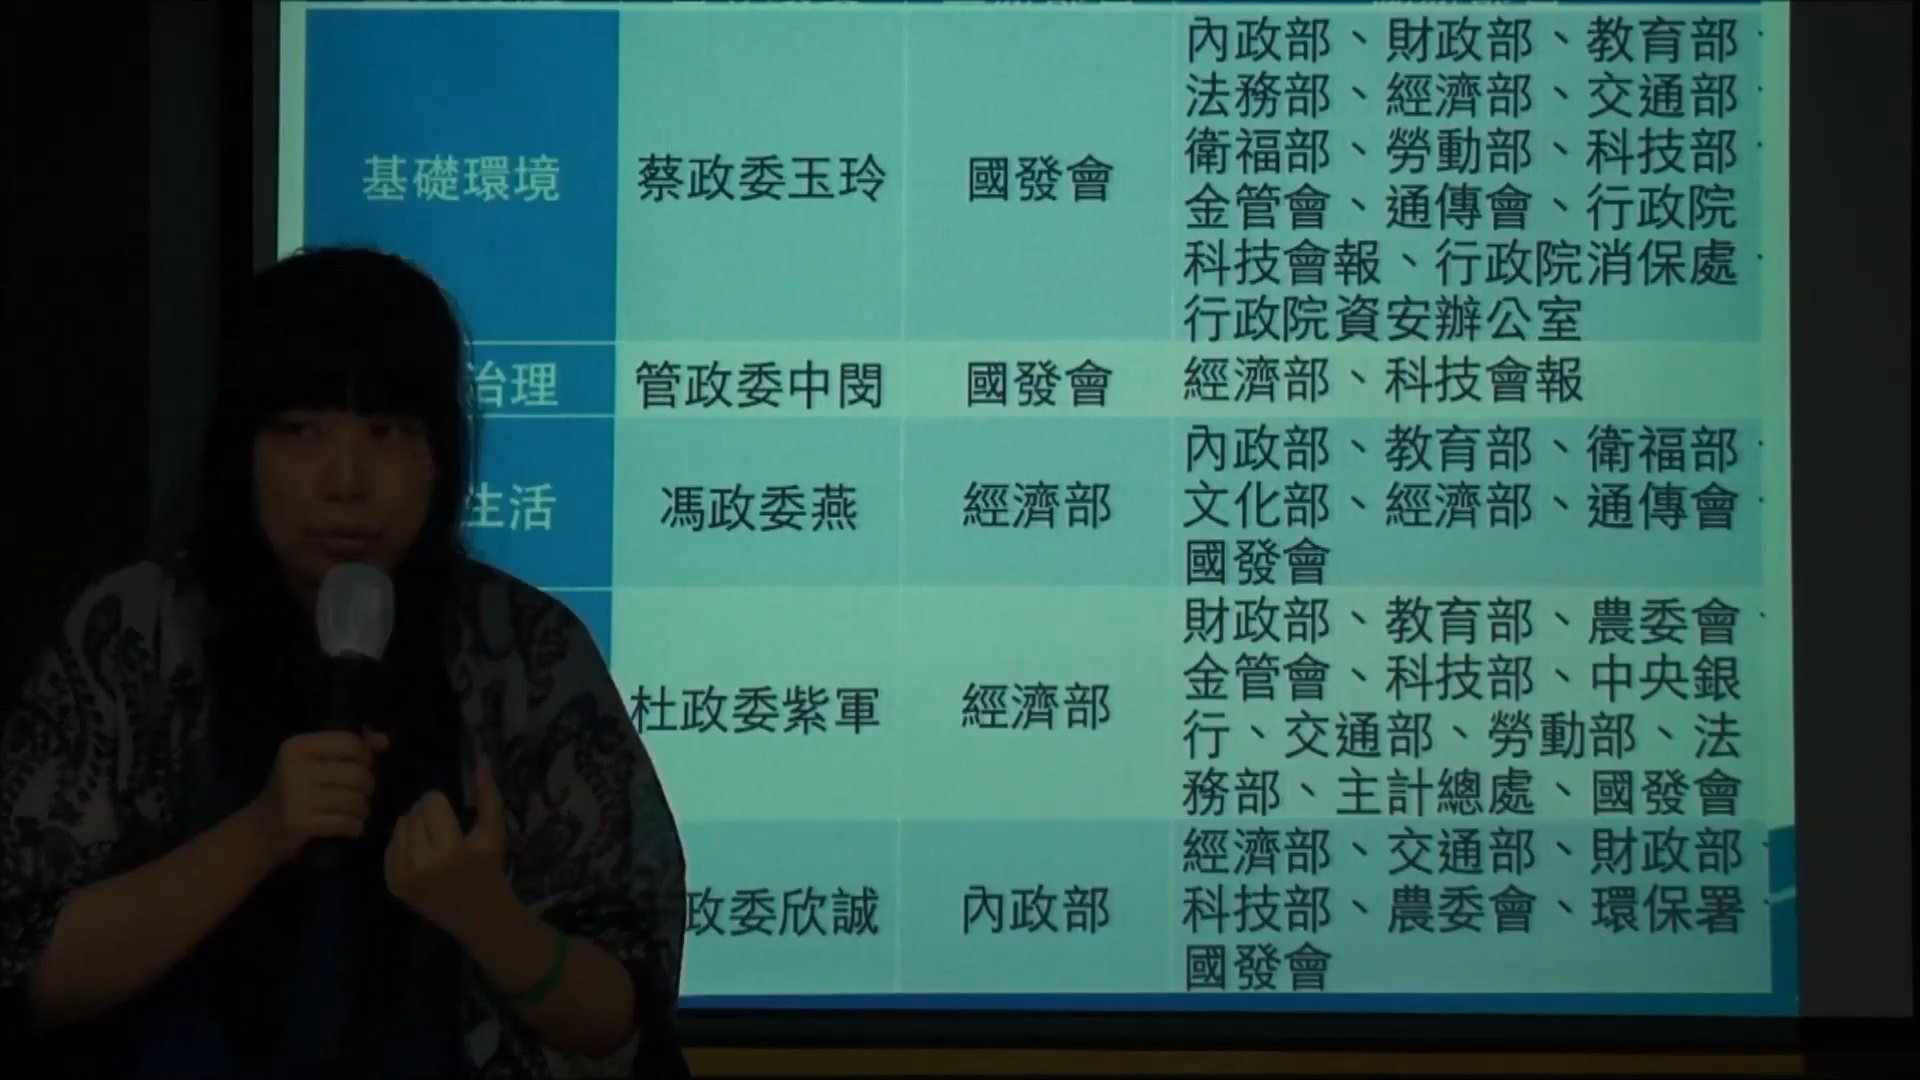 基礎環境
蔡政委玉玲
國發會
內政部、財政部、教育部、
法務部、經濟部、交通部、
衛福部、勞動部、科技部、
金管會、通傳會、行政院
科技會報、行政院消保處、
行政院資安辦公室
治理
管政委中閔
國發會
經濟部、科技會報
生活
馮政委燕
經濟部
內政部、教育部、衛福部、
文化部、經濟部、通傳會、
國發會
杜政委紫軍
經濟部
財政部、教育部、農委會、
金管會、科技部、中央銀
行、交通部、勞動部、法
務部、主計總處、國發會
政委欣誠
內政部
經濟部、交通部、財政部、
科技部、農委會、環保署、
國發會